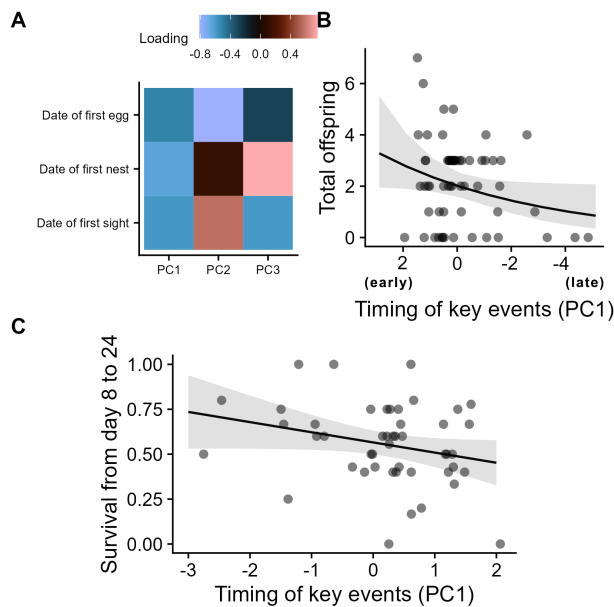 A
Loading
-0.8 -0.4 0.0 0.4
Date of first egg
Date of first nest
Date of first sight
PC1 PC2 PC3
B
Total offspring
6
4
2
0
2 0 -2 -4
(early) (late)
Timing of key events (PC1)
C
Survival from day 8 to 24
1.00
0.75
0.50
0.25
0.00
-3 -2 -1 0 1 2
Timing of key events (PC1)